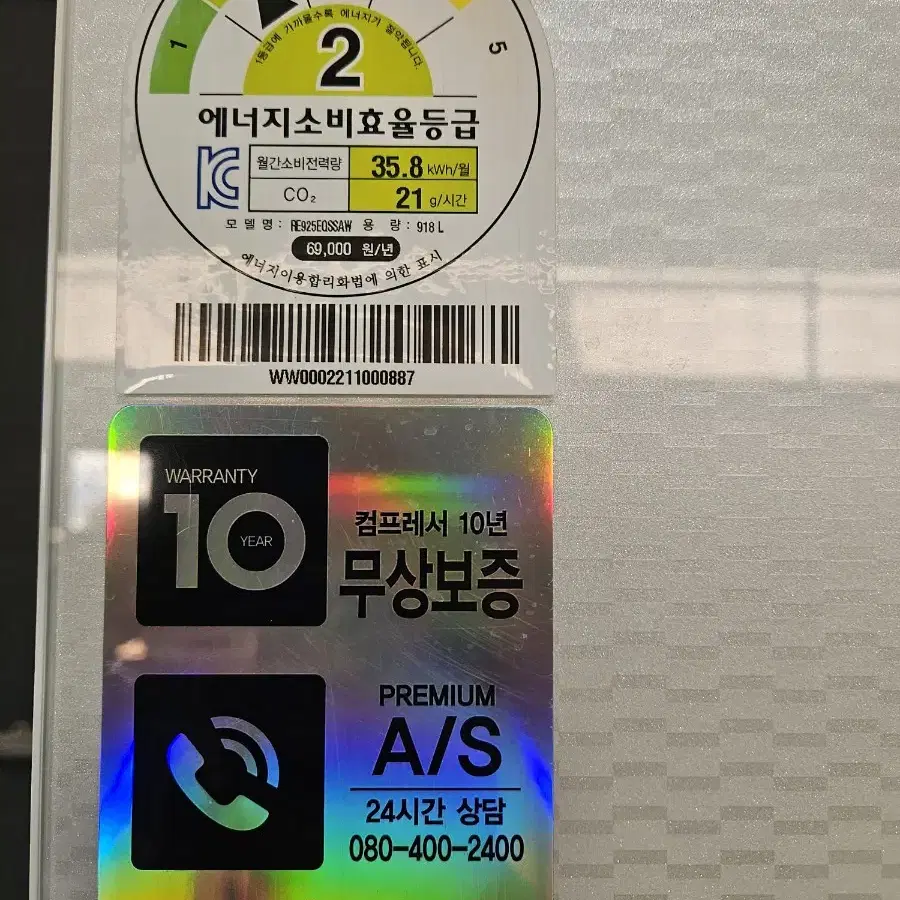 1
1등급에 가까울수록 에너지가 절약됩니다.
5
2
에너지소비효율등급
월간소비전력량 35.8 kWh/월
CO₂ 21 g/시간
모 델 명 : RE925EQSSAW 용 량 : 918 L
69,000 원/년
에너지이용합리화법에 의한 표시
WW0002211000887
WARRANTY
10
YEAR
컴프레서 10년
무상보증
PREMIUM
A/S
24시간 상담
080-400-2400